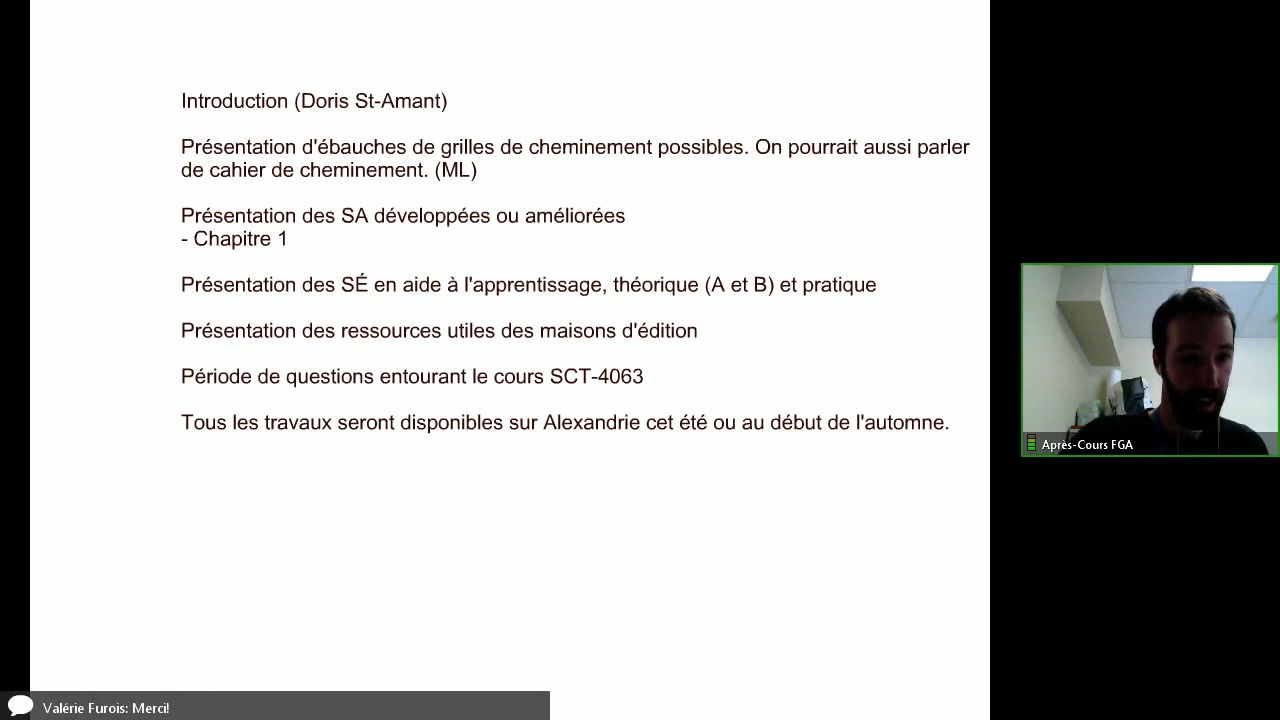 Introduction (Doris St-Amant)
Présentation d'ébauches de grilles de cheminement possibles. On pourrait aussi parler
de cahier de cheminement. (ML)
Présentation des SA développées ou améliorées
- Chapitre 1
Présentation des SÉ en aide à l'apprentissage, théorique (A et B) et pratique
Présentation des ressources utiles des maisons d'édition
Période de questions entourant le cours SCT-4063
Tous les travaux seront disponibles sur Alexandrie cet été ou au début de l'automne.
Après-Cours FGA
Valérie Furois: Merci!